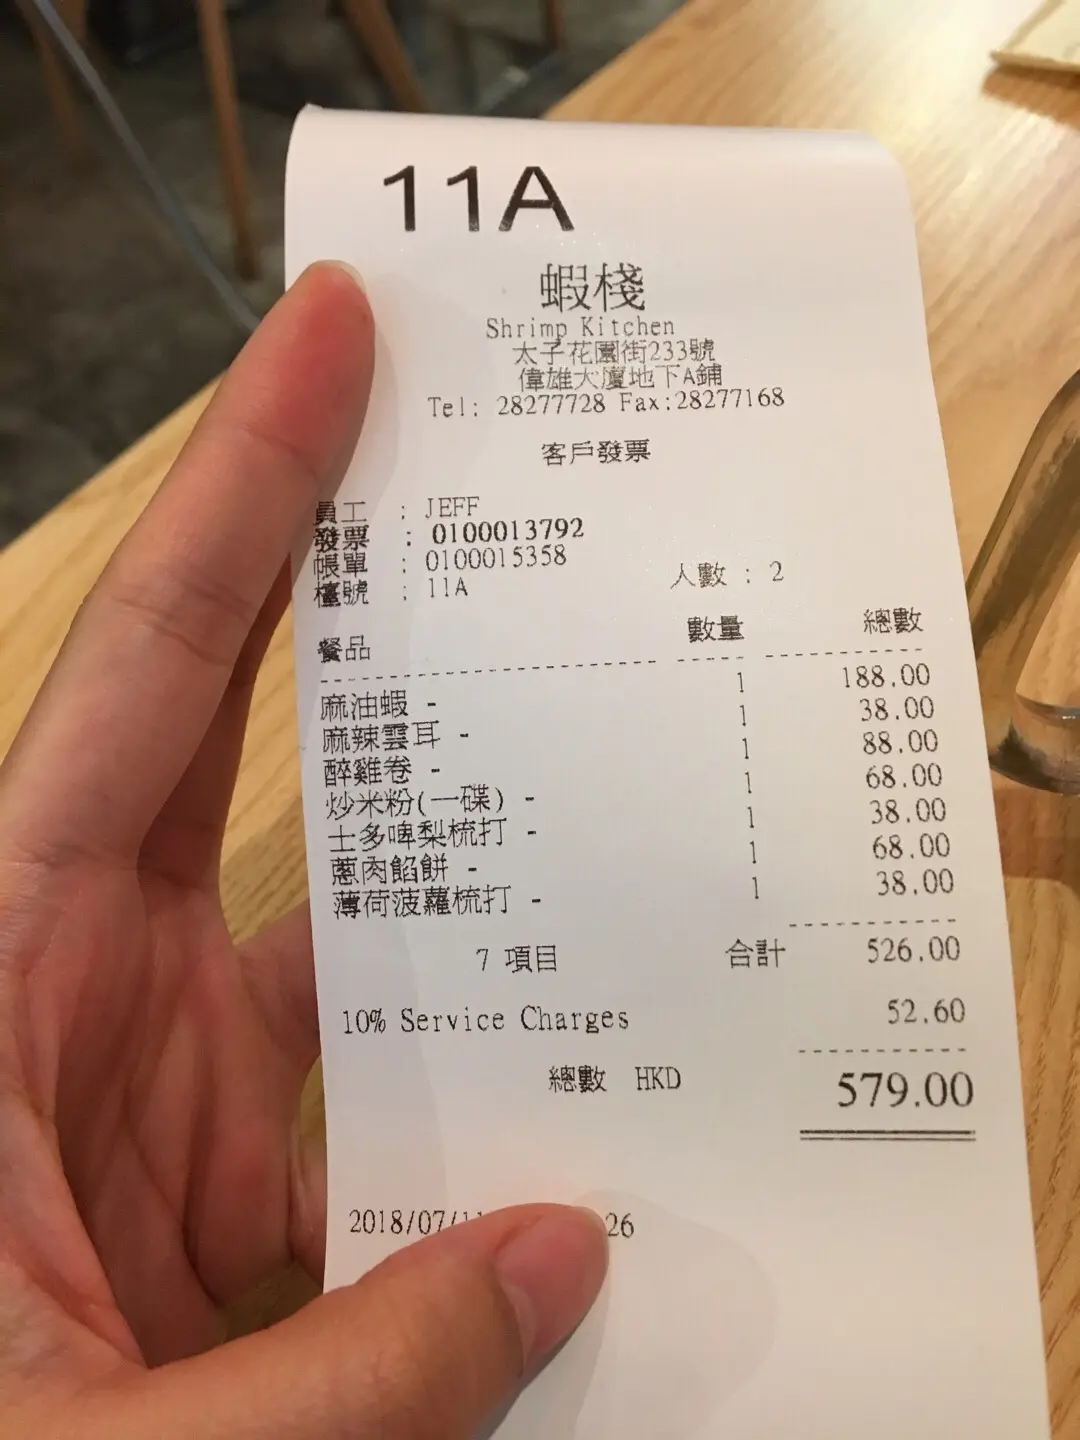 11A
蝦棧
Shrimp Kitchen
太子花園街233號
偉雄大廈地下A鋪
Tel: 28277728 Fax:28277168
客戶發票
員工 : JEFF
發票 : 0100013792
帳單 : 0100015358
檯號 : 11A 人數 : 2
餐品 數量 總數
麻油蝦 - 1 188.00
麻辣雲耳 - 1 38.00
醉雞卷 - 1 88.00
炒米粉(一碟) - 1 68.00
士多啤梨梳打 - 1 38.00
蔥肉餡餅 - 1 68.00
薄荷菠蘿梳打 - 1 38.00
7 項目 合計 526.00
10% Service Charges 52.60
總數 HKD 579.00
2018/07/11 26